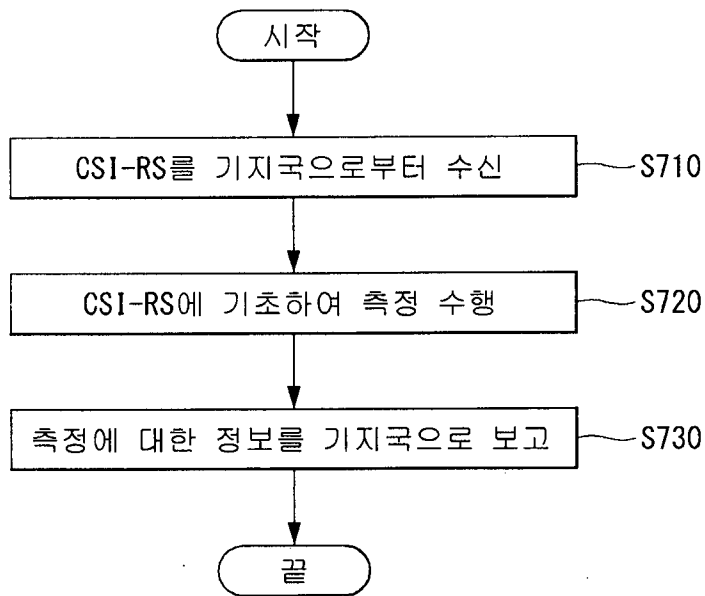 시작
CSI-RS를 기지국으로부터 수신
S710
CSI-RS에 기초하여 측정 수행
S720
측정에 대한 정보를 기지국으로 보고
S730
끝